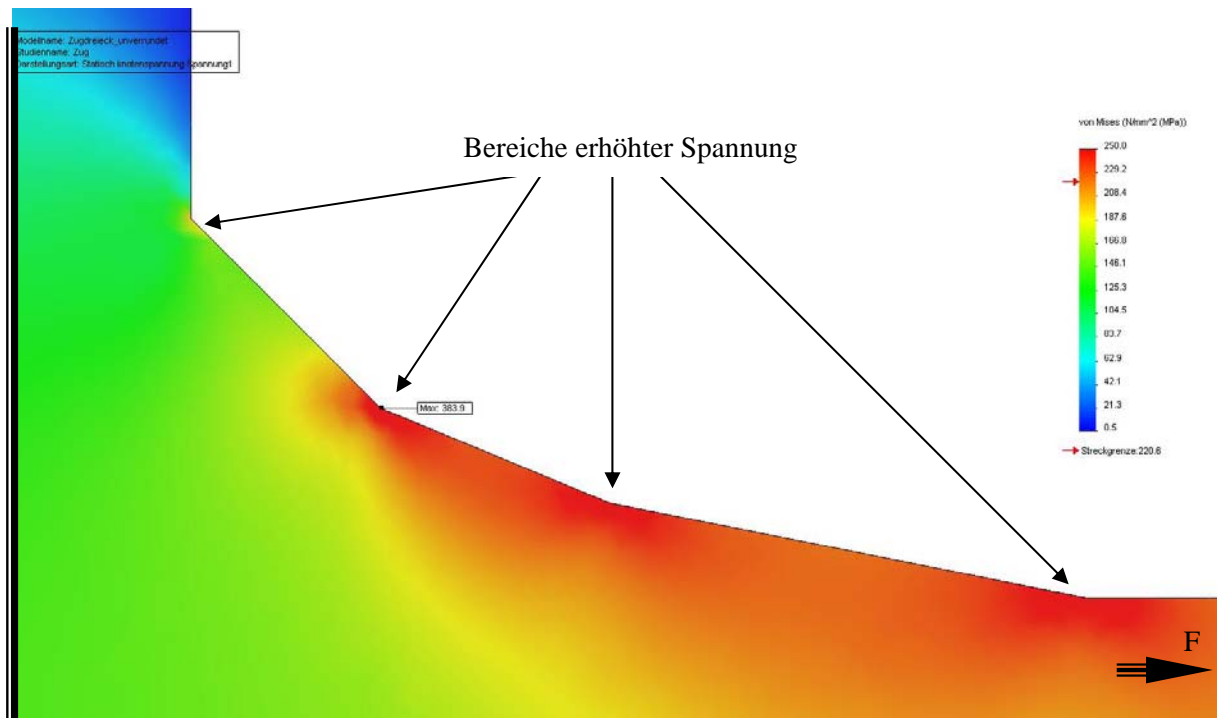 Modellname: Zugdreieck_unverrundet
Studienname: Zug
Darstellungsart: Statisch knotenspannung Spannung1
Bereiche erhöhter Spannung
von Mises (N/mm^2 (MPa))
250.0
229.2
208.4
187.6
166.8
146.1
125.3
104.5
83.7
62.9
42.1
21.3
0.5
Streckgrenze:220.6
Max: 383.9
F